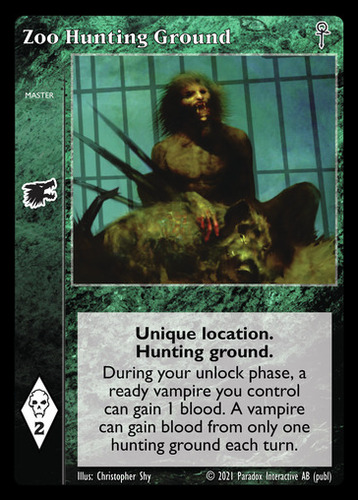 Zoo Hunting Ground
MASTER
Unique location.
Hunting ground.
During your unlock phase, a
ready vampire you control
can gain 1 blood. A vampire
can gain blood from only one
hunting ground each turn.
2
Illus: Christopher Shy © 2021 Paradox Interactive AB (publ)